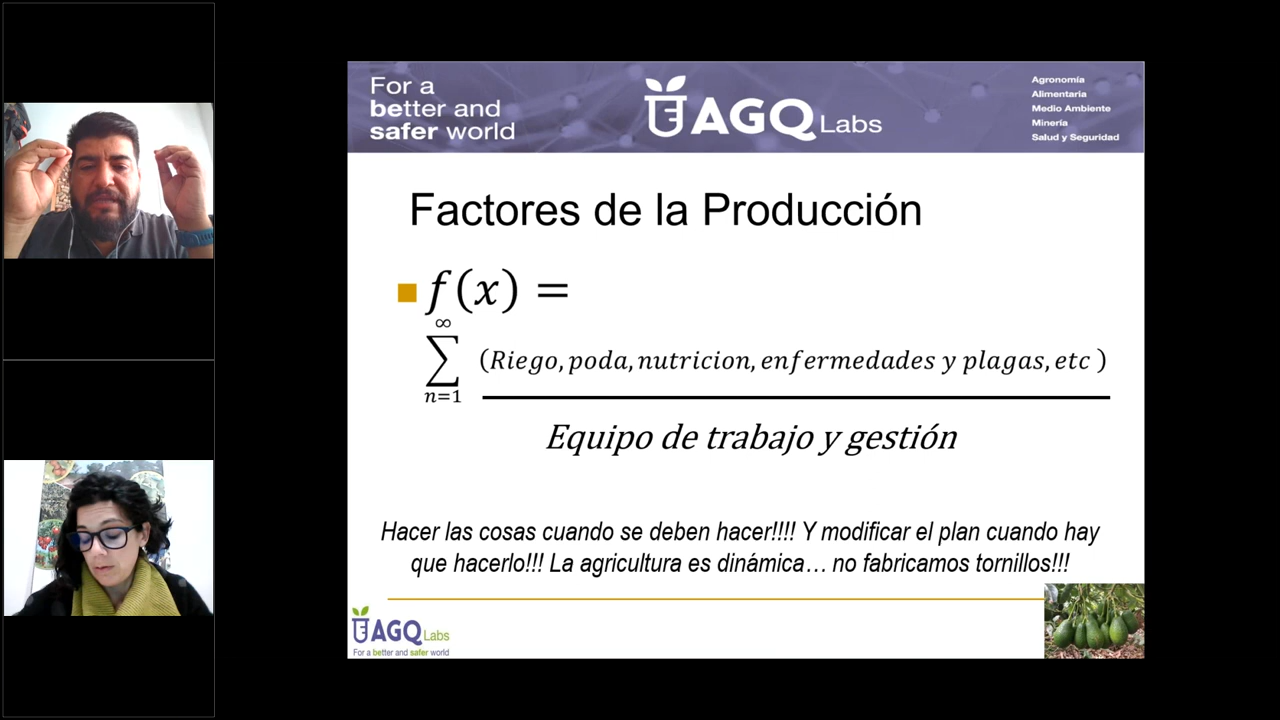 For a
better and
safer world
AGQ Labs
Agronomía
Alimentaria
Medio Ambiente
Minería
Salud y Seguridad
Factores de la Producción
f(x) =
∞
∑ (Riego, poda, nutricion, enfermedades y plagas, etc )
n=1
Equipo de trabajo y gestión
Hacer las cosas cuando se deben hacer!!!! Y modificar el plan cuando hay
que hacerlo!!! La agricultura es dinámica… no fabricamos tornillos!!!
AGQ Labs
For a better and safer world